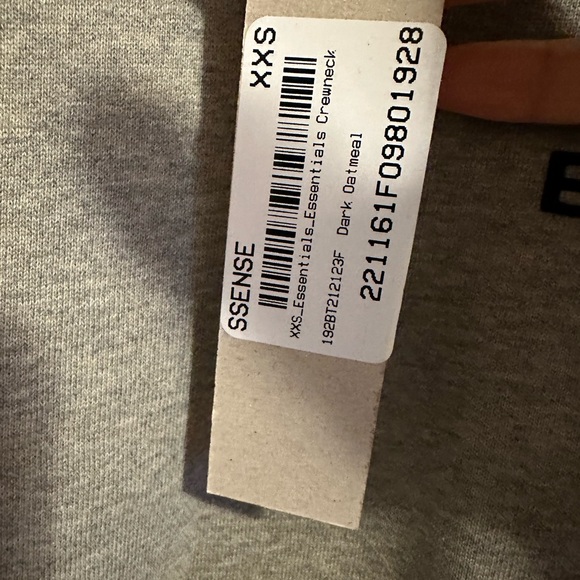 SSENSE XXS
XXS_Essentials_Essentials Crewneck
192BT212123F Dark Oatmeal
221161F09801928
E